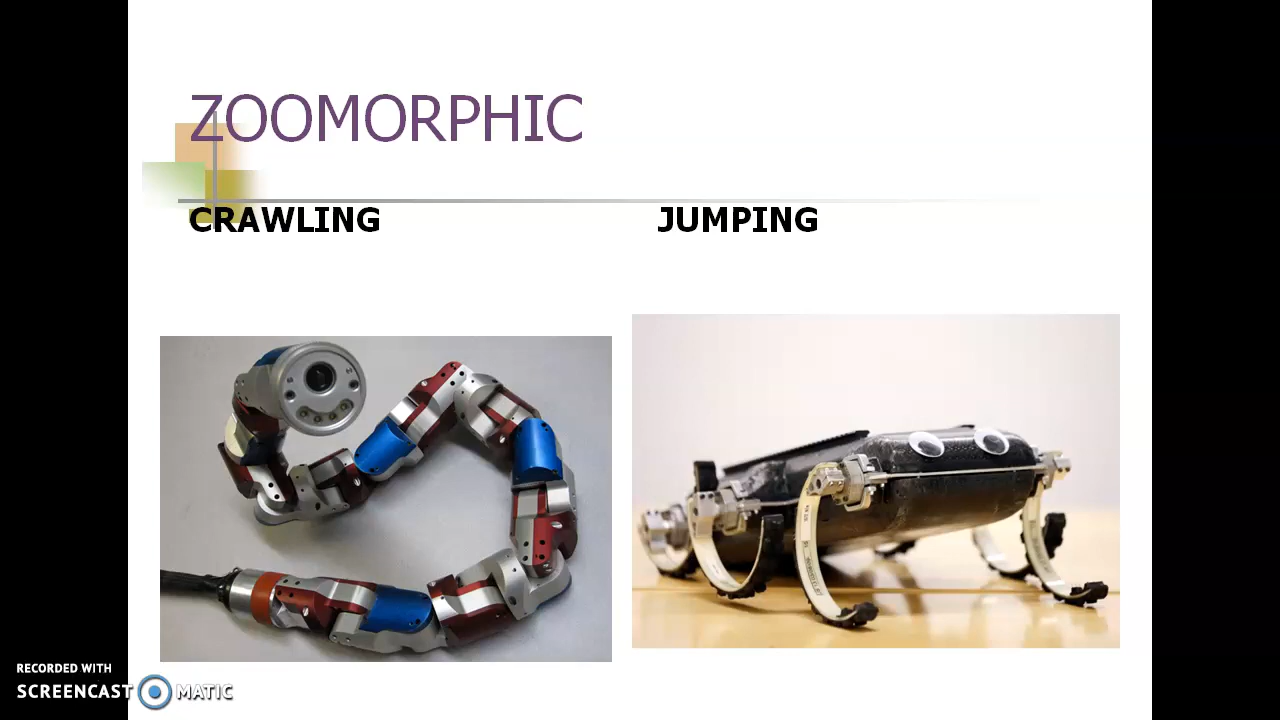 ZOOMORPHIC
CRAWLING
JUMPING
RECORDED WITH
SCREENCAST MATIC